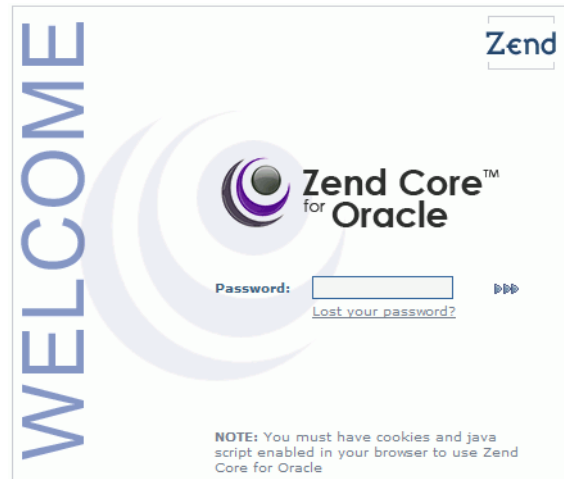 WELCOME
Zend
Zend Core™
for Oracle
Password:
Lost your password?
NOTE: You must have cookies and java
script enabled in your browser to use Zend
Core for Oracle